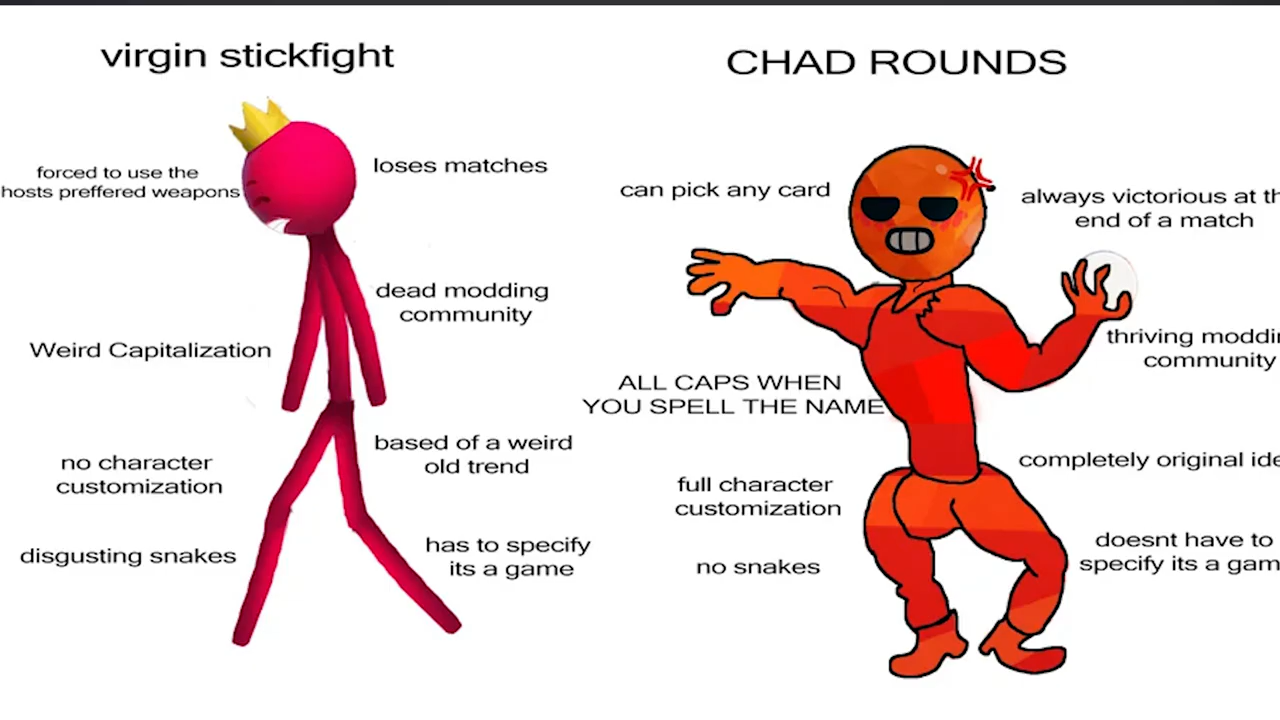 virgin stickfight
forced to use the
hosts preffered weapons
loses matches
dead modding
community
Weird Capitalization
based of a weird
old trend
no character
customization
has to specify
its a game
disgusting snakes
CHAD ROUNDS
can pick any card
always victorious at
end of a match
thriving
community
ALL CAPS WHEN
YOU SPELL THE NAME
completely original
full character
customization
doesnt have to
specify its a
no snakes